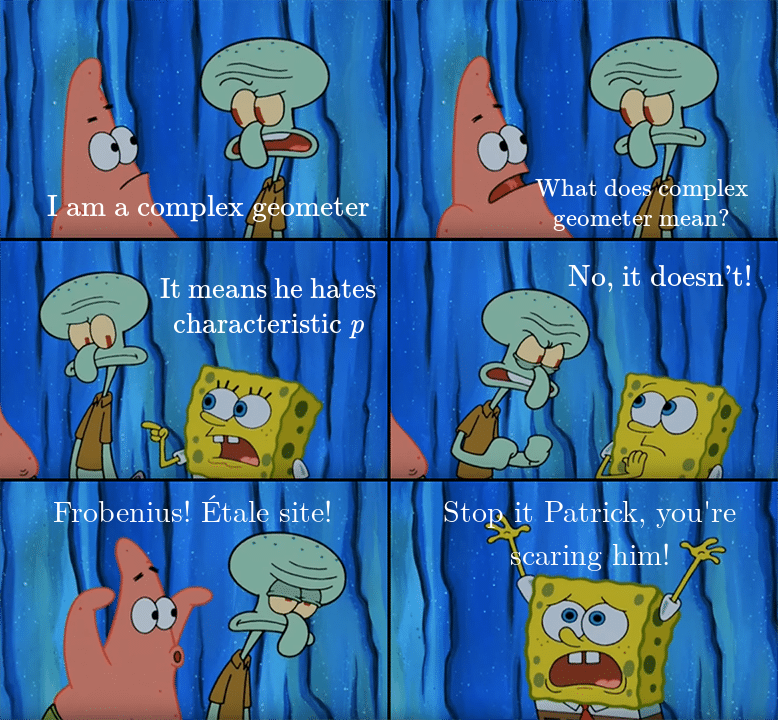 I am a complex geometer
What does complex
geometer mean?
It means he hates
characteristic p
No, it doesn't!
Frobenius! Étale site!
Stop it Patrick, you're
scaring him!